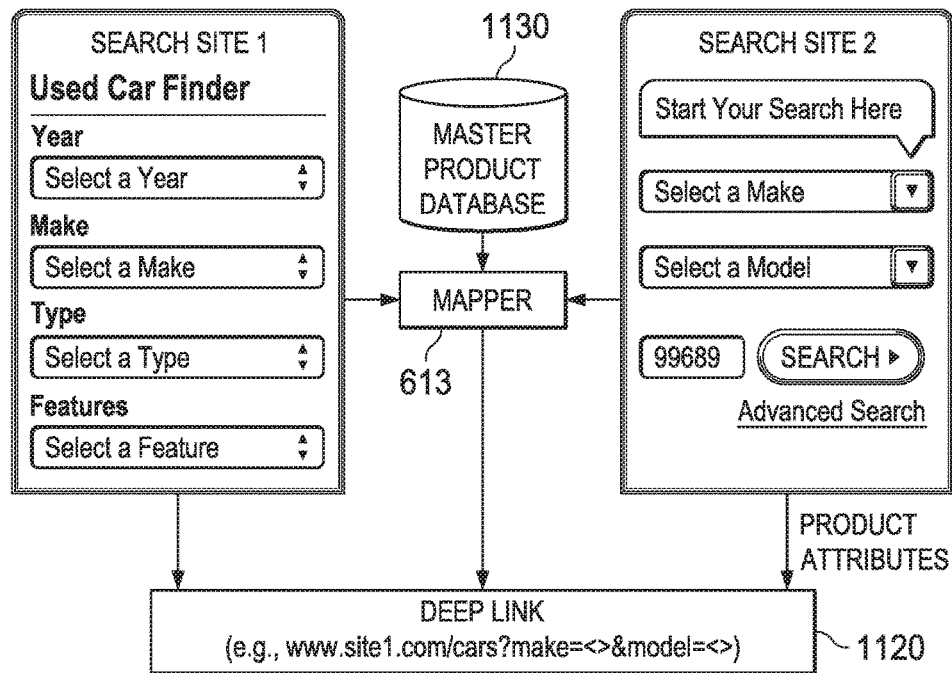 SEARCH SITE 1
Used Car Finder
Year
Select a Year
Make
Select a Make
Type
Select a Type
Features
Select a Feature
1130
MASTER
PRODUCT
DATABASE
MAPPER
613
SEARCH SITE 2
Start Your Search Here
Select a Make
Select a Model
99689
SEARCH
Advanced Search
PRODUCT
ATTRIBUTES
DEEP LINK
(e.g., www.site1.com/cars?make=<>&model=<>)
1120